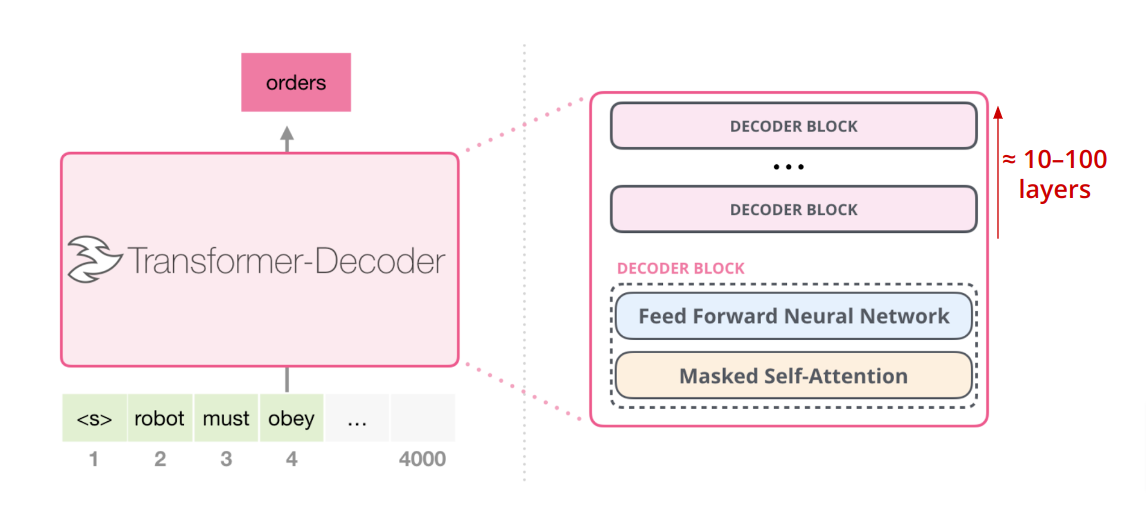 orders
Transformer-Decoder
<s> robot must obey ...
1 2 3 4 4000
DECODER BLOCK
...
DECODER BLOCK
≈ 10–100
layers
DECODER BLOCK
Feed Forward Neural Network
Masked Self-Attention